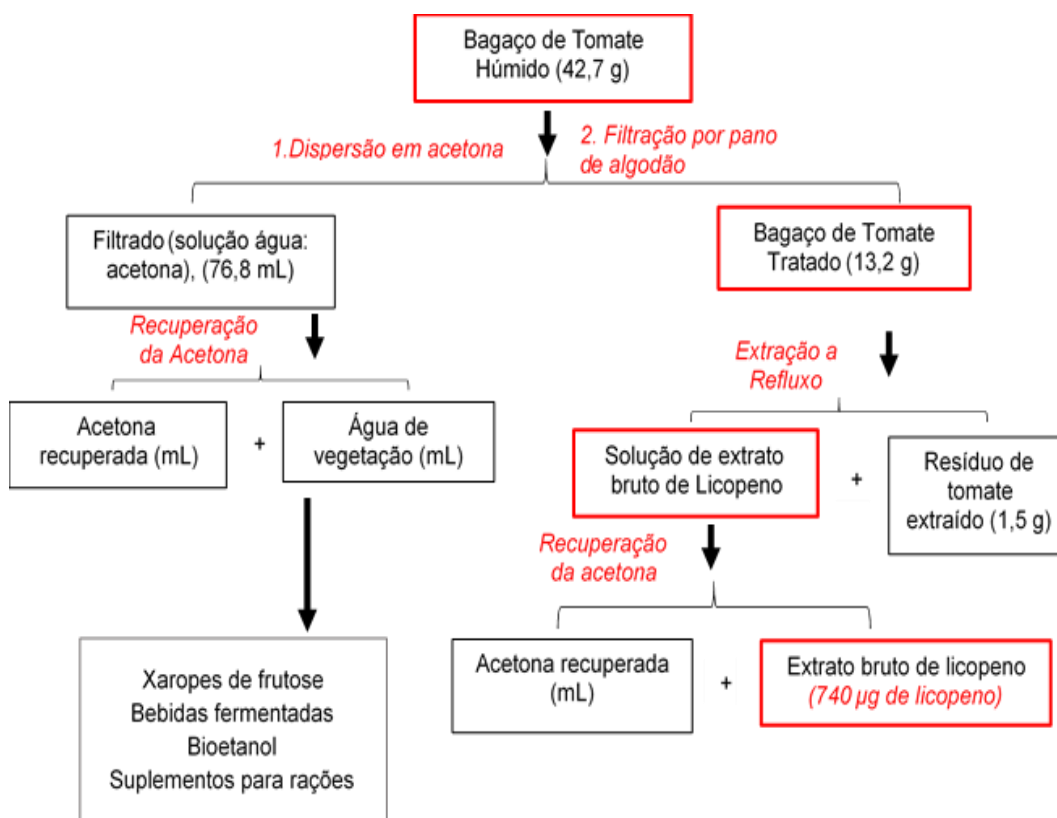 Bagaço de Tomate
Húmido (42,7 g)
1.Dispersão em acetona
2. Filtração por pano
de algodão
Filtrado (solução água:
acetona), (76,8 mL)
Bagaço de Tomate
Tratado (13,2 g)
Recuperação
da Acetona
Extração a
Refluxo
Acetona
recuperada (mL)
+
Água de
vegetação (mL)
Solução de extrato
bruto de Licopeno
+
Resíduo de
tomate
extraído (1,5 g)
Recuperação
da acetona
Acetona recuperada
(mL)
+
Extrato bruto de licopeno
(740 µg de licopeno)
Xaropes de frutose
Bebidas fermentadas
Bioetanol
Suplementos para rações